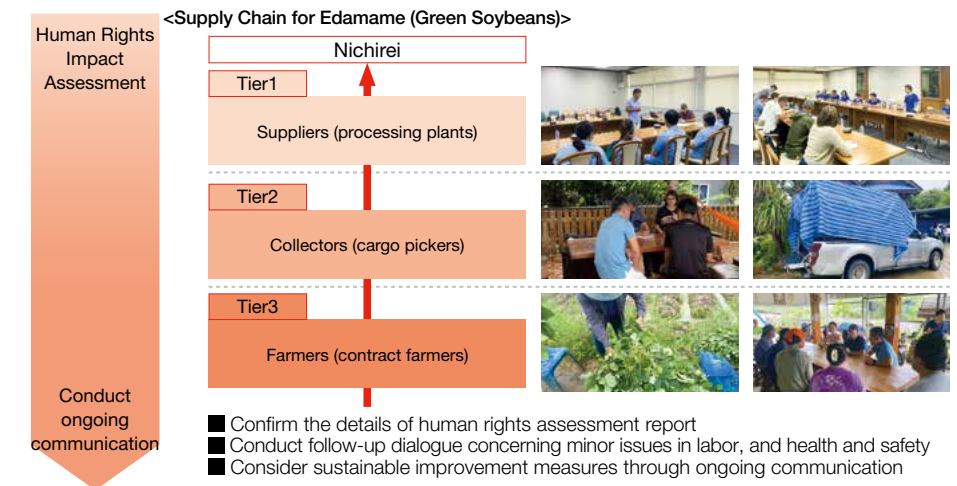 <Supply Chain for Edamame (Green Soybeans)>
Human Rights
Impact
Assessment
Nichirei
Tier1
Suppliers (processing plants)
Tier2
Collectors (cargo pickers)
Tier3
Farmers (contract farmers)
Conduct
ongoing
communication
■ Confirm the details of human rights assessment report
■ Conduct follow-up dialogue concerning minor issues in labor, and health and safety
■ Consider sustainable improvement measures through ongoing communication